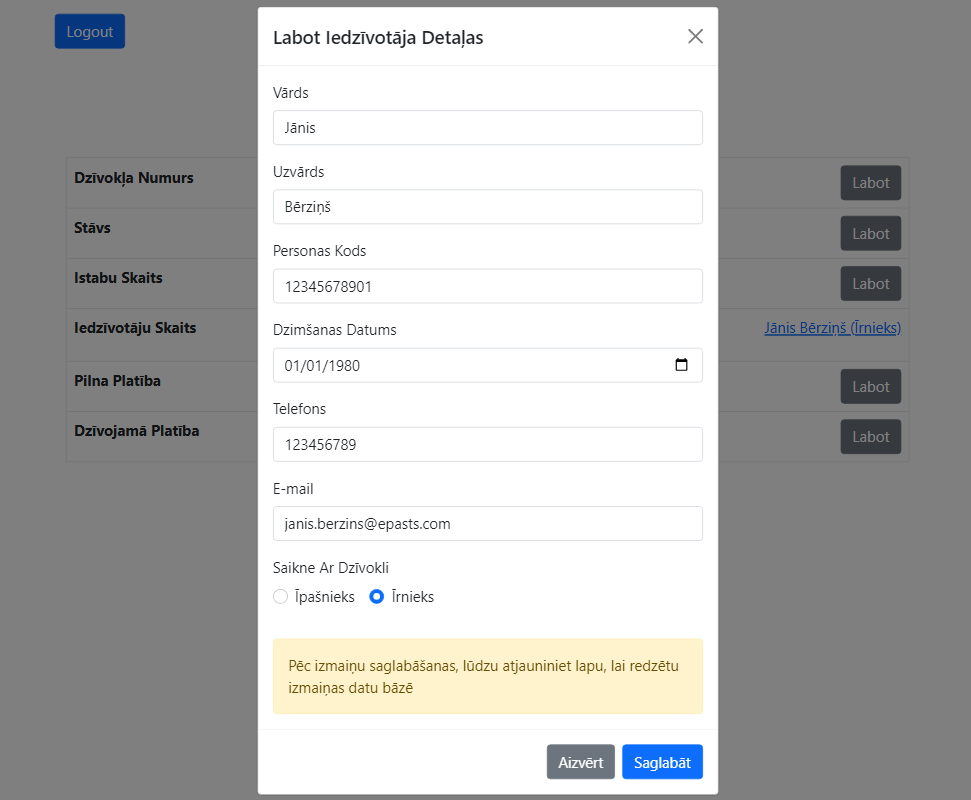 Logout
Labot Iedzīvotāja Detaļas
Vārds
Jānis
Uzvārds
Bērziņš
Personas Kods
12345678901
Dzimšanas Datums
01/01/1980
Telefons
123456789
E-mail
janis.berzins@epasts.com
Saikne Ar Dzīvokli
Īpašnieks Īrnieks
Pēc izmaiņu saglabāšanas, lūdzu atjauniniet lapu, lai redzētu
izmaiņas datu bāzē
Aizvērt Saglabāt
Dzīvokļa Numurs Labot
Stāvs Labot
Istabu Skaits Labot
Iedzīvotāju Skaits Jānis Bērziņš (Īrnieks)
Pilna Platība Labot
Dzīvojamā Platība Labot